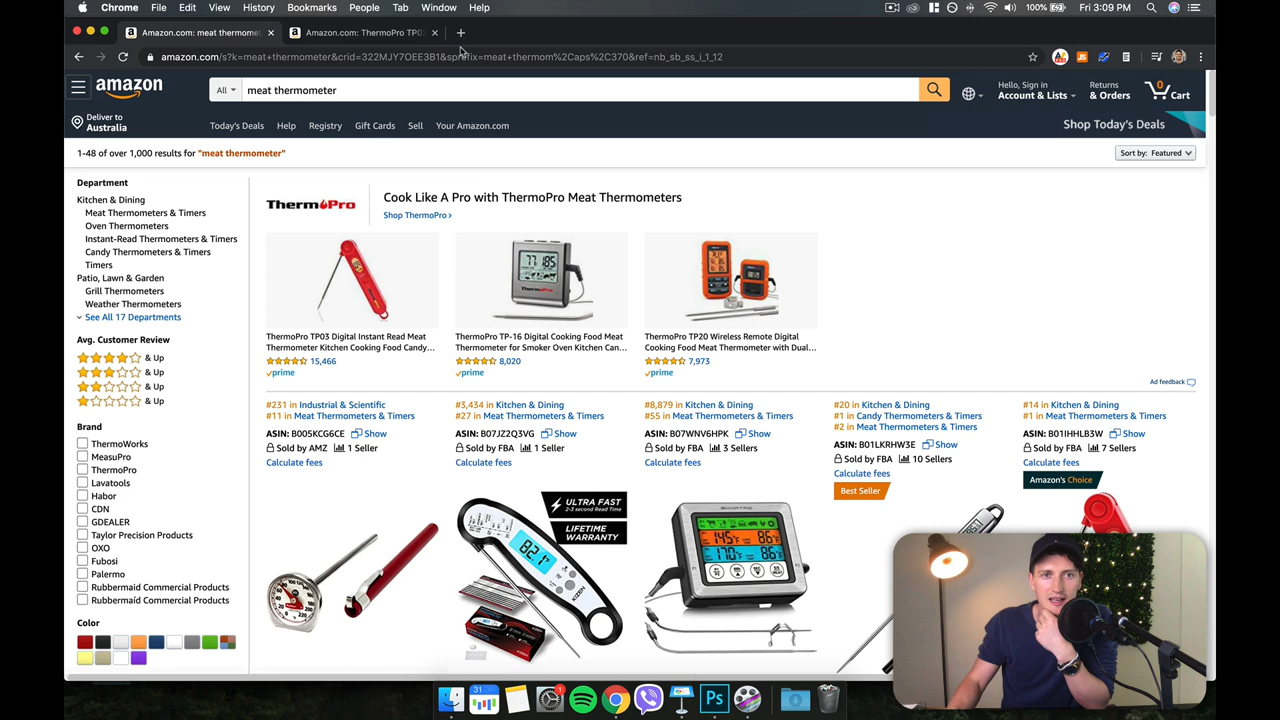 Chrome File Edit View History Bookmarks People Tab Window Help
100% Fri 3:09 PM
Amazon.com: meat thermomet
Amazon.com: ThermoPro TP0
amazon.com/s?k=meat+thermometer&crid=322MJY7OEE3B1&sprefix=meat+thermom%2Caps%2C370&ref=nb_sb_ss_i_1_12
amazon
All
meat thermometer
Hello, Sign in
Account & Lists
Returns
& Orders
0
Cart
Deliver to
Australia
Today's Deals Help Registry Gift Cards Sell Your Amazon.com
Shop Today's Deals
1-48 of over 1,000 results for "meat thermometer"
Sort by: Featured
Department
Kitchen & Dining
Meat Thermometers & Timers
Oven Thermometers
Instant-Read Thermometers & Timers
Candy Thermometers & Timers
Timers
Patio, Lawn & Garden
Grill Thermometers
Weather Thermometers
See All 17 Departments
Avg. Customer Review
& Up
& Up
& Up
& Up
Brand
ThermoWorks
MeasuPro
ThermoPro
Lavatools
Habor
CDN
GDEALER
Taylor Precision Products
OXO
Fubosi
Palermo
Rubbermaid Commercial Products
Rubbermaid Commercial Products
Color
ThermoPro
Cook Like A Pro with ThermoPro Meat Thermometers
Shop ThermoPro ›
ThermoPro
ThermoPro TP03 Digital Instant Read Meat
Thermometer Kitchen Cooking Food Candy…
15,466
prime
ThermoPro TP-16 Digital Cooking Food Meat
Thermometer for Smoker Oven Kitchen Can…
8,020
prime
ThermoPro TP20 Wireless Remote Digital
Cooking Food Meat Thermometer with Dual…
7,973
prime
Ad feedback
#231 in Industrial & Scientific
#11 in Meat Thermometers & Timers
ASIN: B005KCG6CE Show
Sold by AMZ 1 Seller
Calculate fees
#3,434 in Kitchen & Dining
#27 in Meat Thermometers & Timers
ASIN: B07JZ2Q3VG Show
Sold by FBA 1 Seller
Calculate fees
ULTRA FAST
2-3 second Read Time
LIFETIME
WARRANTY
82.1
KIZEN
#8,879 in Kitchen & Dining
#55 in Meat Thermometers & Timers
ASIN: B07WNV6HPK Show
Sold by FBA 3 Sellers
Calculate fees
145°F 86°F
170°F 86°F
#20 in Kitchen & Dining
#1 in Candy Thermometers & Timers
#2 in Meat Thermometers & Timers
ASIN: B01LKRHW3E Show
Sold by FBA 10 Sellers
Calculate fees
Best Seller
#14 in Kitchen & Dining
#1 in Meat Thermometers & Timers
ASIN: B01IHHLB3W Show
Sold by FBA 7 Sellers
Calculate fees
Amazon's Choice
31
1
Ps